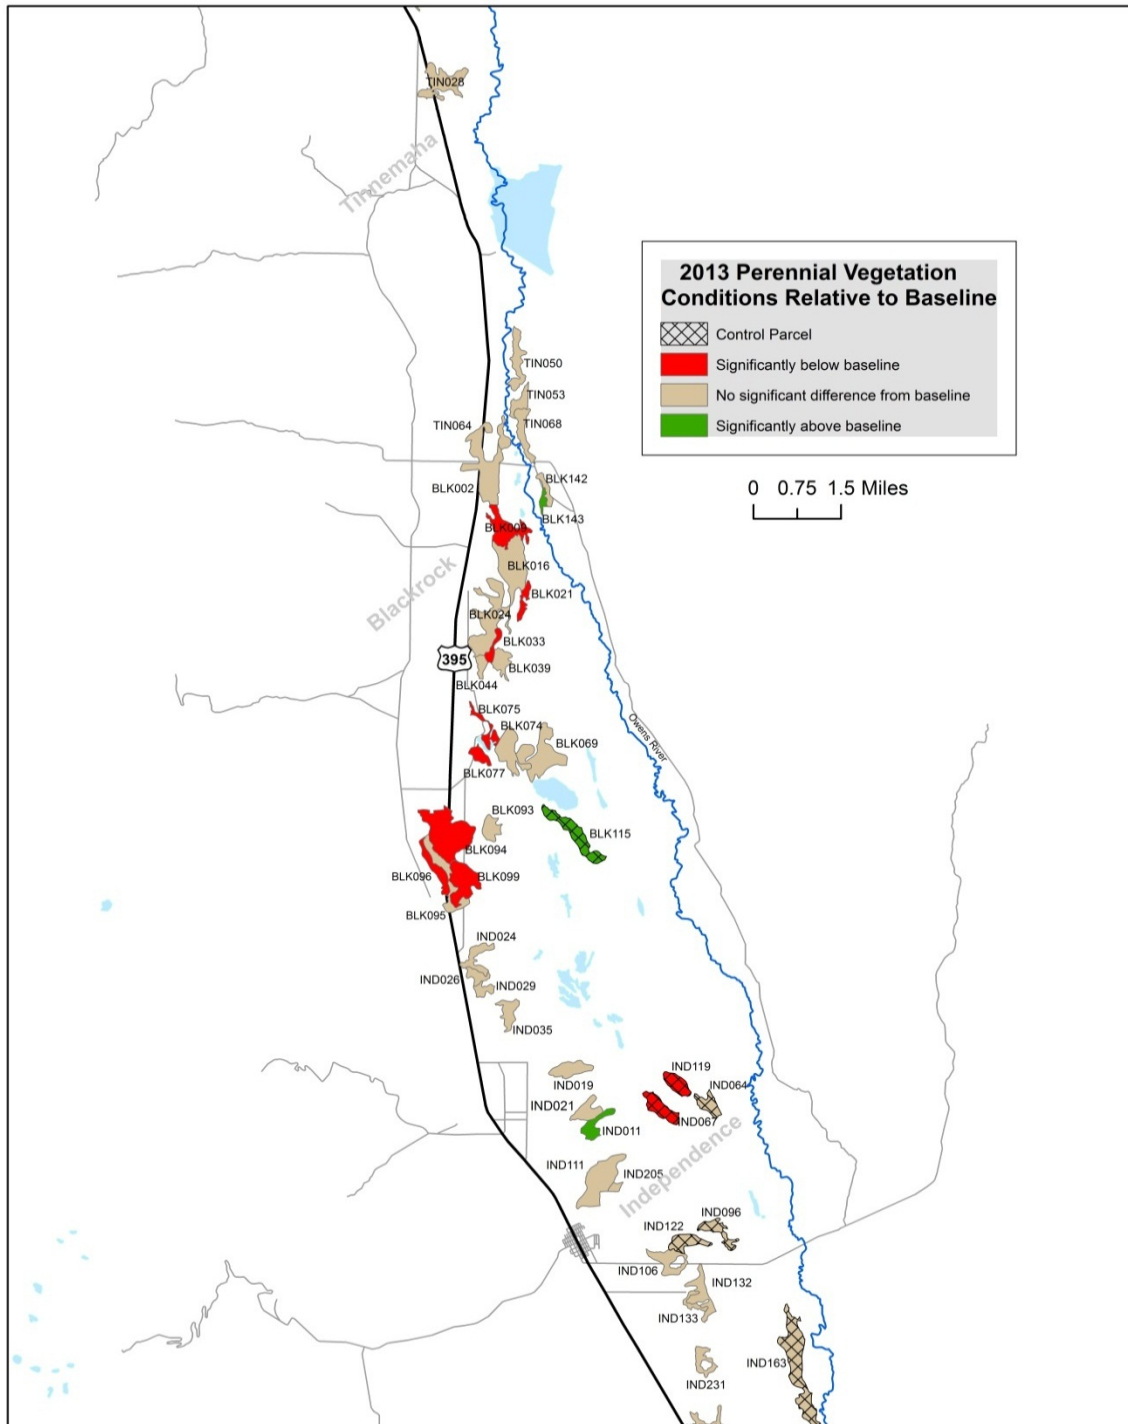 TIN028
Tinnemaha
2013 Perennial Vegetation
Conditions Relative to Baseline
Control Parcel
Significantly below baseline
No significant difference from baseline
Significantly above baseline
0 0.75 1.5 Miles
TIN050
TIN053
TIN064
TIN068
BLK002
BLK142
BLK143
BLK009
BLK016
Blackrock
BLK021
BLK024
BLK033
395
BLK039
BLK044
BLK075
BLK074
Owens River
BLK069
BLK077
BLK093
BLK115
BLK094
BLK096
BLK099
BLK095
IND024
IND026
IND029
IND035
IND019
IND119
IND064
IND021
IND067
IND011
Independence
IND111
IND205
IND096
IND122
IND106
IND132
IND133
IND163
IND231